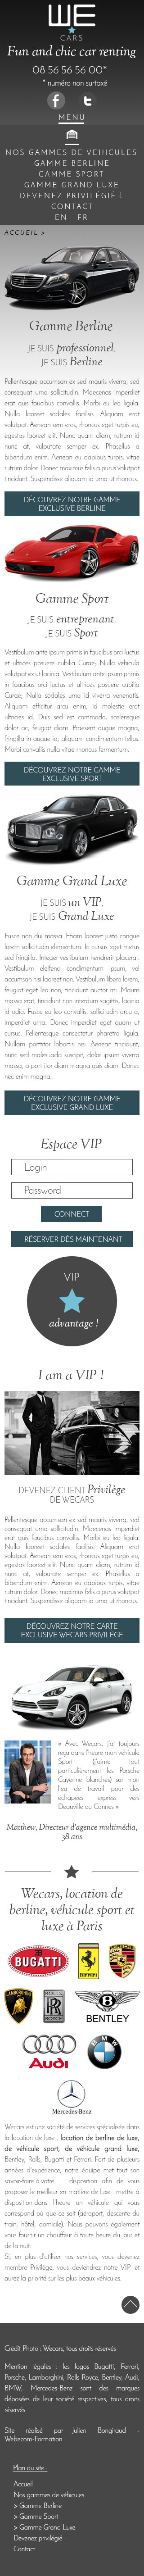 WE
CARS
Fun and chic car renting
08 56 56 56 00*
* numéro non surtaxé
MENU
NOS GAMMES DE VEHICULES
GAMME BERLINE
GAMME SPORT
GAMME GRAND LUXE
DEVENEZ PRIVILÉGIÉ !
CONTACT
EN FR
ACCUEIL >
Gamme Berline
JE SUIS professionnel,
JE SUIS Berline
Pellentesque accumsan ex sed mauris viverra, sed
consequat urna sollicitudin. Maecenas imperdiet
erat quis faucibus convallis. Morbi eu leo ligula.
Nulla laoreet sodales facilisis. Aliquam erat
volutpat. Aenean sem eros, rhoncus eget turpis eu,
egestas laoreet elit. Nunc quam diam, rutrum id
nunc at, vulputate semper ex. Phasellus a
bibendum enim. Aenean eu dapibus turpis, vitae
rutrum dolor. Donec maximus felis a purus volutpat
tincidunt. Suspendisse aliquam id urna at rhoncus.
DÉCOUVREZ NOTRE GAMME
EXCLUSIVE BERLINE
Gamme Sport
JE SUIS entreprenant,
JE SUIS Sport
Vestibulum ante ipsum primis in faucibus orci luctus
et ultrices posuere cubilia Curae; Nulla vehicula
volutpat ex ut lacinia. Vestibulum ante ipsum primis
in faucibus orci luctus et ultrices posuere cubilia
Curae; Nulla sodales urna id viverra venenatis.
Aliquam efficitur arcu enim, id molestie erat
ultricies id. Duis sed est commodo, scelerisque
dolor ac, feugiat diam. Praesent augue magna,
fringilla in augue id, aliquam condimentum tellus.
Morbi convallis nulla vitae rhoncus fermentum.
DÉCOUVREZ NOTRE GAMME
EXCLUSIVE SPORT
Gamme Grand Luxe
JE SUIS un VIP,
JE SUIS Grand Luxe
Fusce non dui massa. Etiam laoreet justo congue
lorem sollicitudin elementum. In cursus eget metus
sed fringilla. Integer vestibulum hendrerit placerat.
Vestibulum eleifend condimentum ipsum, vel
accumsan nisi laoreet non. Vestibulum libero lorem,
feugiat eget leo non, tincidunt auctor mi. Mauris
massa erat, tincidunt non interdum sagittis, lacinia
id odio. Fusce eu leo convallis, sollicitudin arcu a,
imperdiet urna. Donec imperdiet eget quam ut
cursus. Pellentesque consectetur pharetra ligula.
Nullam porttitor lobortis nisi. Aenean tincidunt,
nunc sed malesuada suscipit, dolor ipsum viverra
massa, a porttitor diam magna quis diam. Donec
nec enim magna.
DÉCOUVREZ NOTRE GAMME
EXCLUSIVE GRAND LUXE
Espace VIP
Login
Password
CONNECT
RÉSERVER DÈS MAINTENANT
VIP
advantage !
I am a VIP !
DEVENEZ CLIENT Privilège
DE WECARS
Pellentesque accumsan ex sed mauris viverra, sed
consequat urna sollicitudin. Maecenas imperdiet
erat quis faucibus convallis. Morbi eu leo ligula.
Nulla laoreet sodales facilisis. Aliquam erat
volutpat. Aenean sem eros, rhoncus eget turpis eu,
egestas laoreet elit. Nunc quam diam, rutrum id
nunc at, vulputate semper ex. Phasellus a
bibendum enim. Aenean eu dapibus turpis, vitae
rutrum dolor. Donec maximus felis a purus volutpat
tincidunt. Suspendisse aliquam id urna at rhoncus.
DÉCOUVREZ NOTRE CARTE
EXCLUSIVE WECARS PRIVILÈGE
« Avec Wecars, j'ai toujours
reçu dans l'heure mon véhicule
Sport (j'aime tout
particulièrement les Porsche
Cayenne blanches) sur mon
lieu de travail pour des
échappées express vers
Deauville ou Cannes »
Matthew, Directeur d'agence multimédia,
38 ans
Wecars, location de
berline, véhicule sport et
luxe à Paris
BUGATTI
Ferrari
BENTLEY
Audi
BMW
Mercedes-Benz
Wecars est une société de services spécialisée dans
la location de luxe : location de berline de luxe,
de véhicule sport, de véhicule grand luxe,
Bentley, Rolls, Bugatti et Ferrari. Fort de plusieurs
années d'expérience, notre équipe met tout son
savoir-faire à votre disposition afin de vous
proposer le meilleur en matière de luxe : mettre à
disposition dans l'heure un véhicule qui vous
correspond où que ce soit (aéroport, descente du
train, hôtel, domicile). Nous pouvons également
vous fournir un chauffeur à toute heure du jour et
de la nuit.
Si, en plus d'utiliser nos services, vous devenez
membre Privilège, vous deviendrez notre VIP et
aurez la priorité sur les plus beaux véhicules.
Crédit Photo : Wecars, tous droits réservés
Mention légales : les logos Bugatti, Ferrari,
Porsche, Lamborghini, Rolls-Royce, Bentley, Audi,
BMW, Mercedes-Benz sont des marques
déposées de leur société respectives, tous droits
réservés
Site réalisé par Julien Bongiraud -
Webecom-Formation
Plan du site :
Accueil
Nos gammes de véhicules
> Gamme Berline
> Gamme Sport
> Gamme Grand Luxe
Devenez privilégié !
Contact